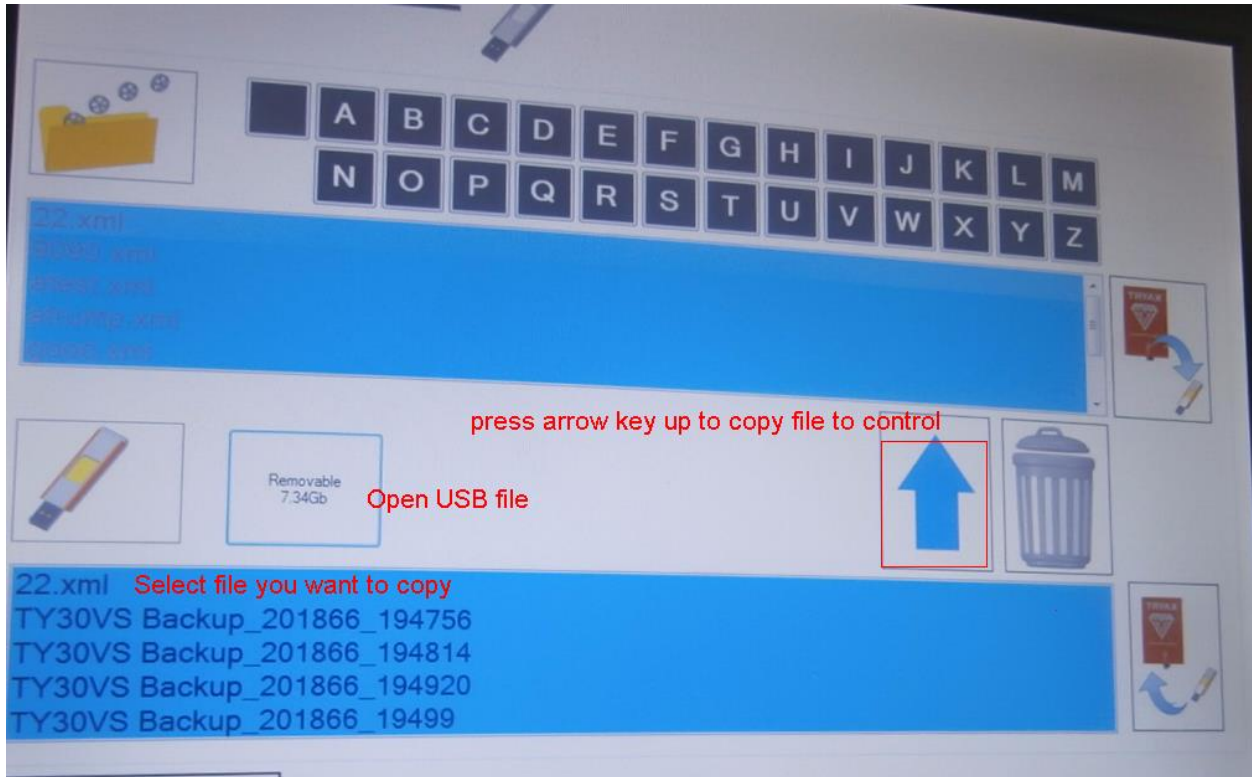 A B C D E F G H I J K L M
N O P Q R S T U V W X Y Z
22.xml
press arrow key up to copy file to control
Removable
7.34Gb
Open USB file
22.xml Select file you want to copy
TY30VS Backup_201866_194756
TY30VS Backup_201866_194814
TY30VS Backup_201866_194920
TY30VS Backup_201866_19499